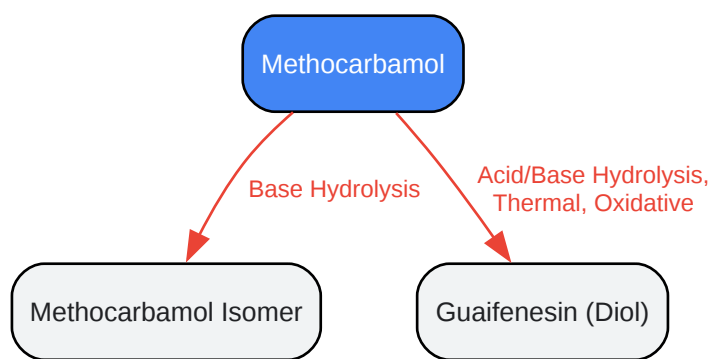 Methocarbamol
Base Hydrolysis
Acid/Base Hydrolysis,
Thermal, Oxidative
Methocarbamol Isomer
Guaifenesin (Diol)